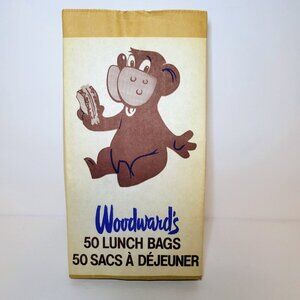 Woodward's
50 LUNCH BAGS
50 SACS À DÉJEUNER